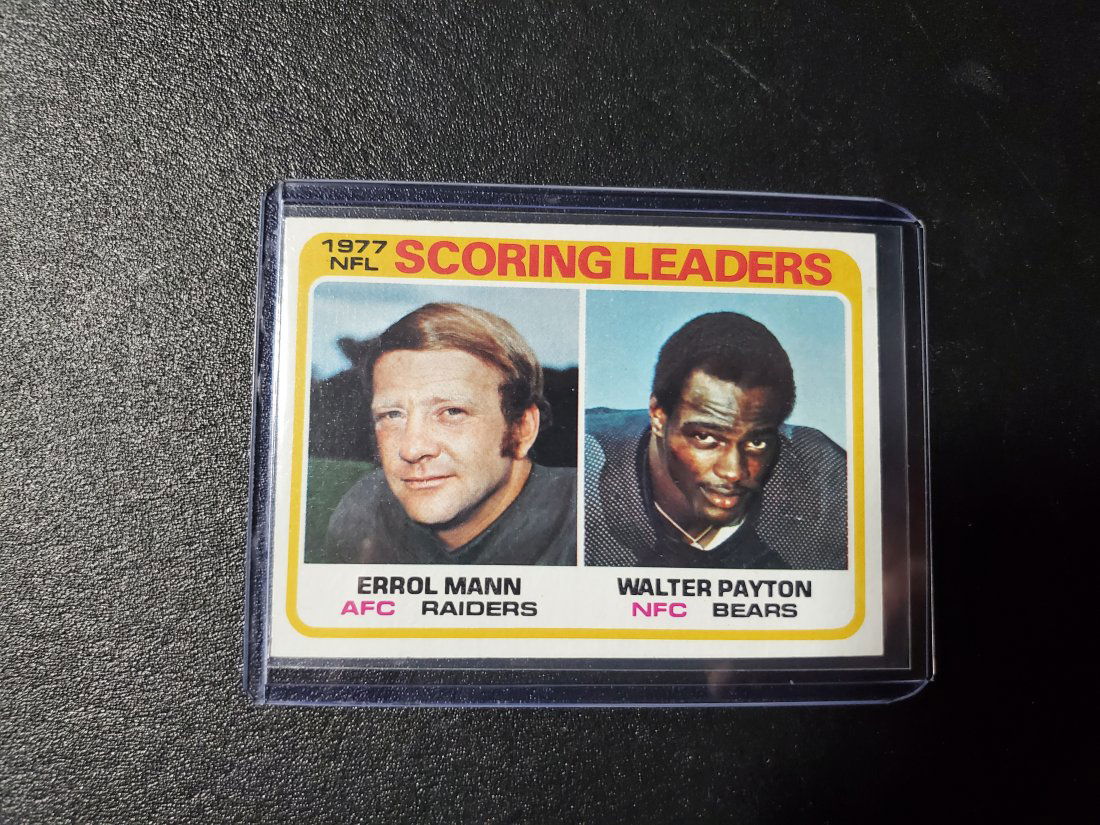 1977
NFL
SCORING LEADERS
ERROL MANN
AFC RAIDERS
WALTER PAYTON
NFC BEARS